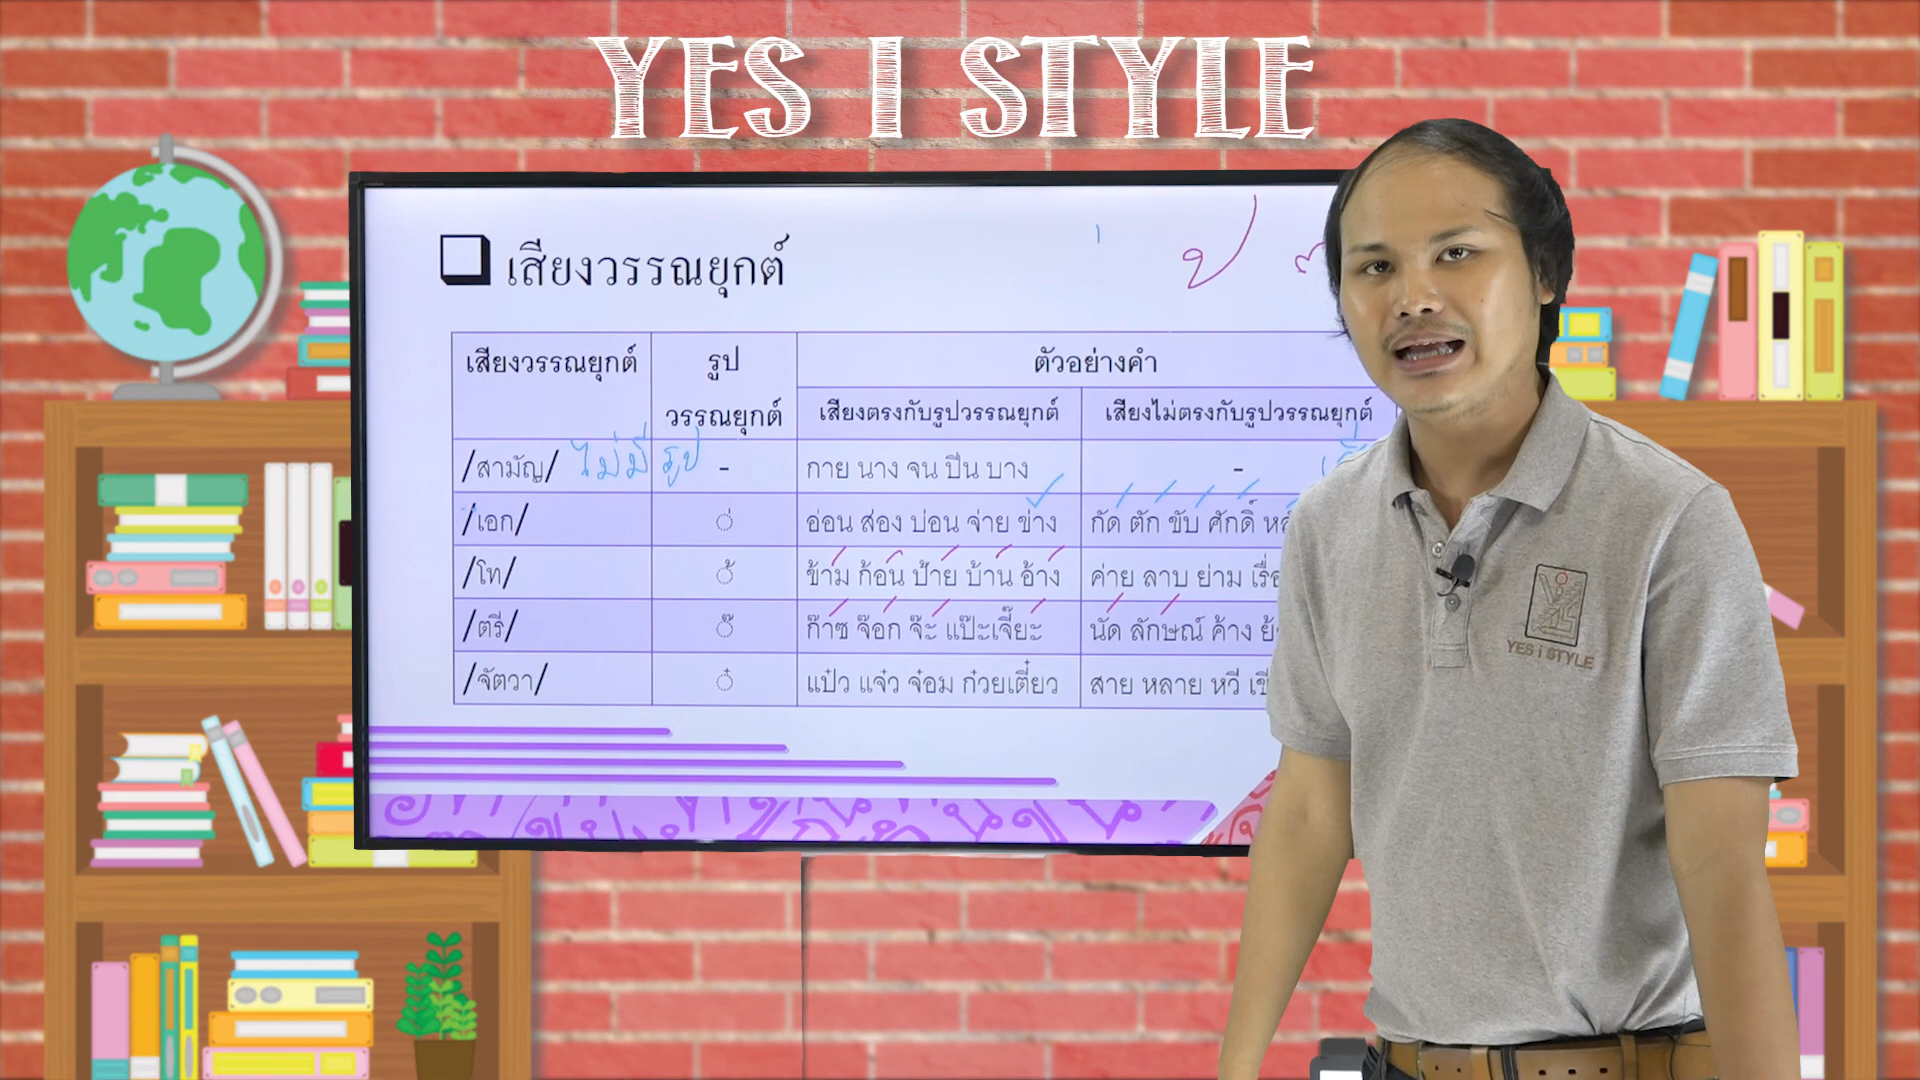 YES I STYLE
เสียงวรรณยุกต์
ป
เสียงวรรณยุกต์ รูปวรรณยุกต์ ตัวอย่างคำ
เสียงตรงกับรูปวรรณยุกต์ เสียงไม่ตรงกับรูปวรรณยุกต์
/สามัญ/ ไม่มีรูป - กาย นาง จน ปีน บาง -
/เอก/ ่ อ่อน ส่อง บ่อน จ่าย ข่าง กัด ตัก ขับ ศักดิ์
/โท/ ้ ข้าม ก้อน ป้าย บ้าน อ้าง ค่าย ลาบ ย่าม
/ตรี/ ๊ ก๊าซ จ๊อก จ๊ะ แป๊ะเจี๊ยะ นัด ลักษณ์ ค้าง
/จัตวา/ ๋ แป๋ว แจ๋ว จ๋อม ก๋วยเตี๋ยว สาย หลาย หวี
YES i STYLE